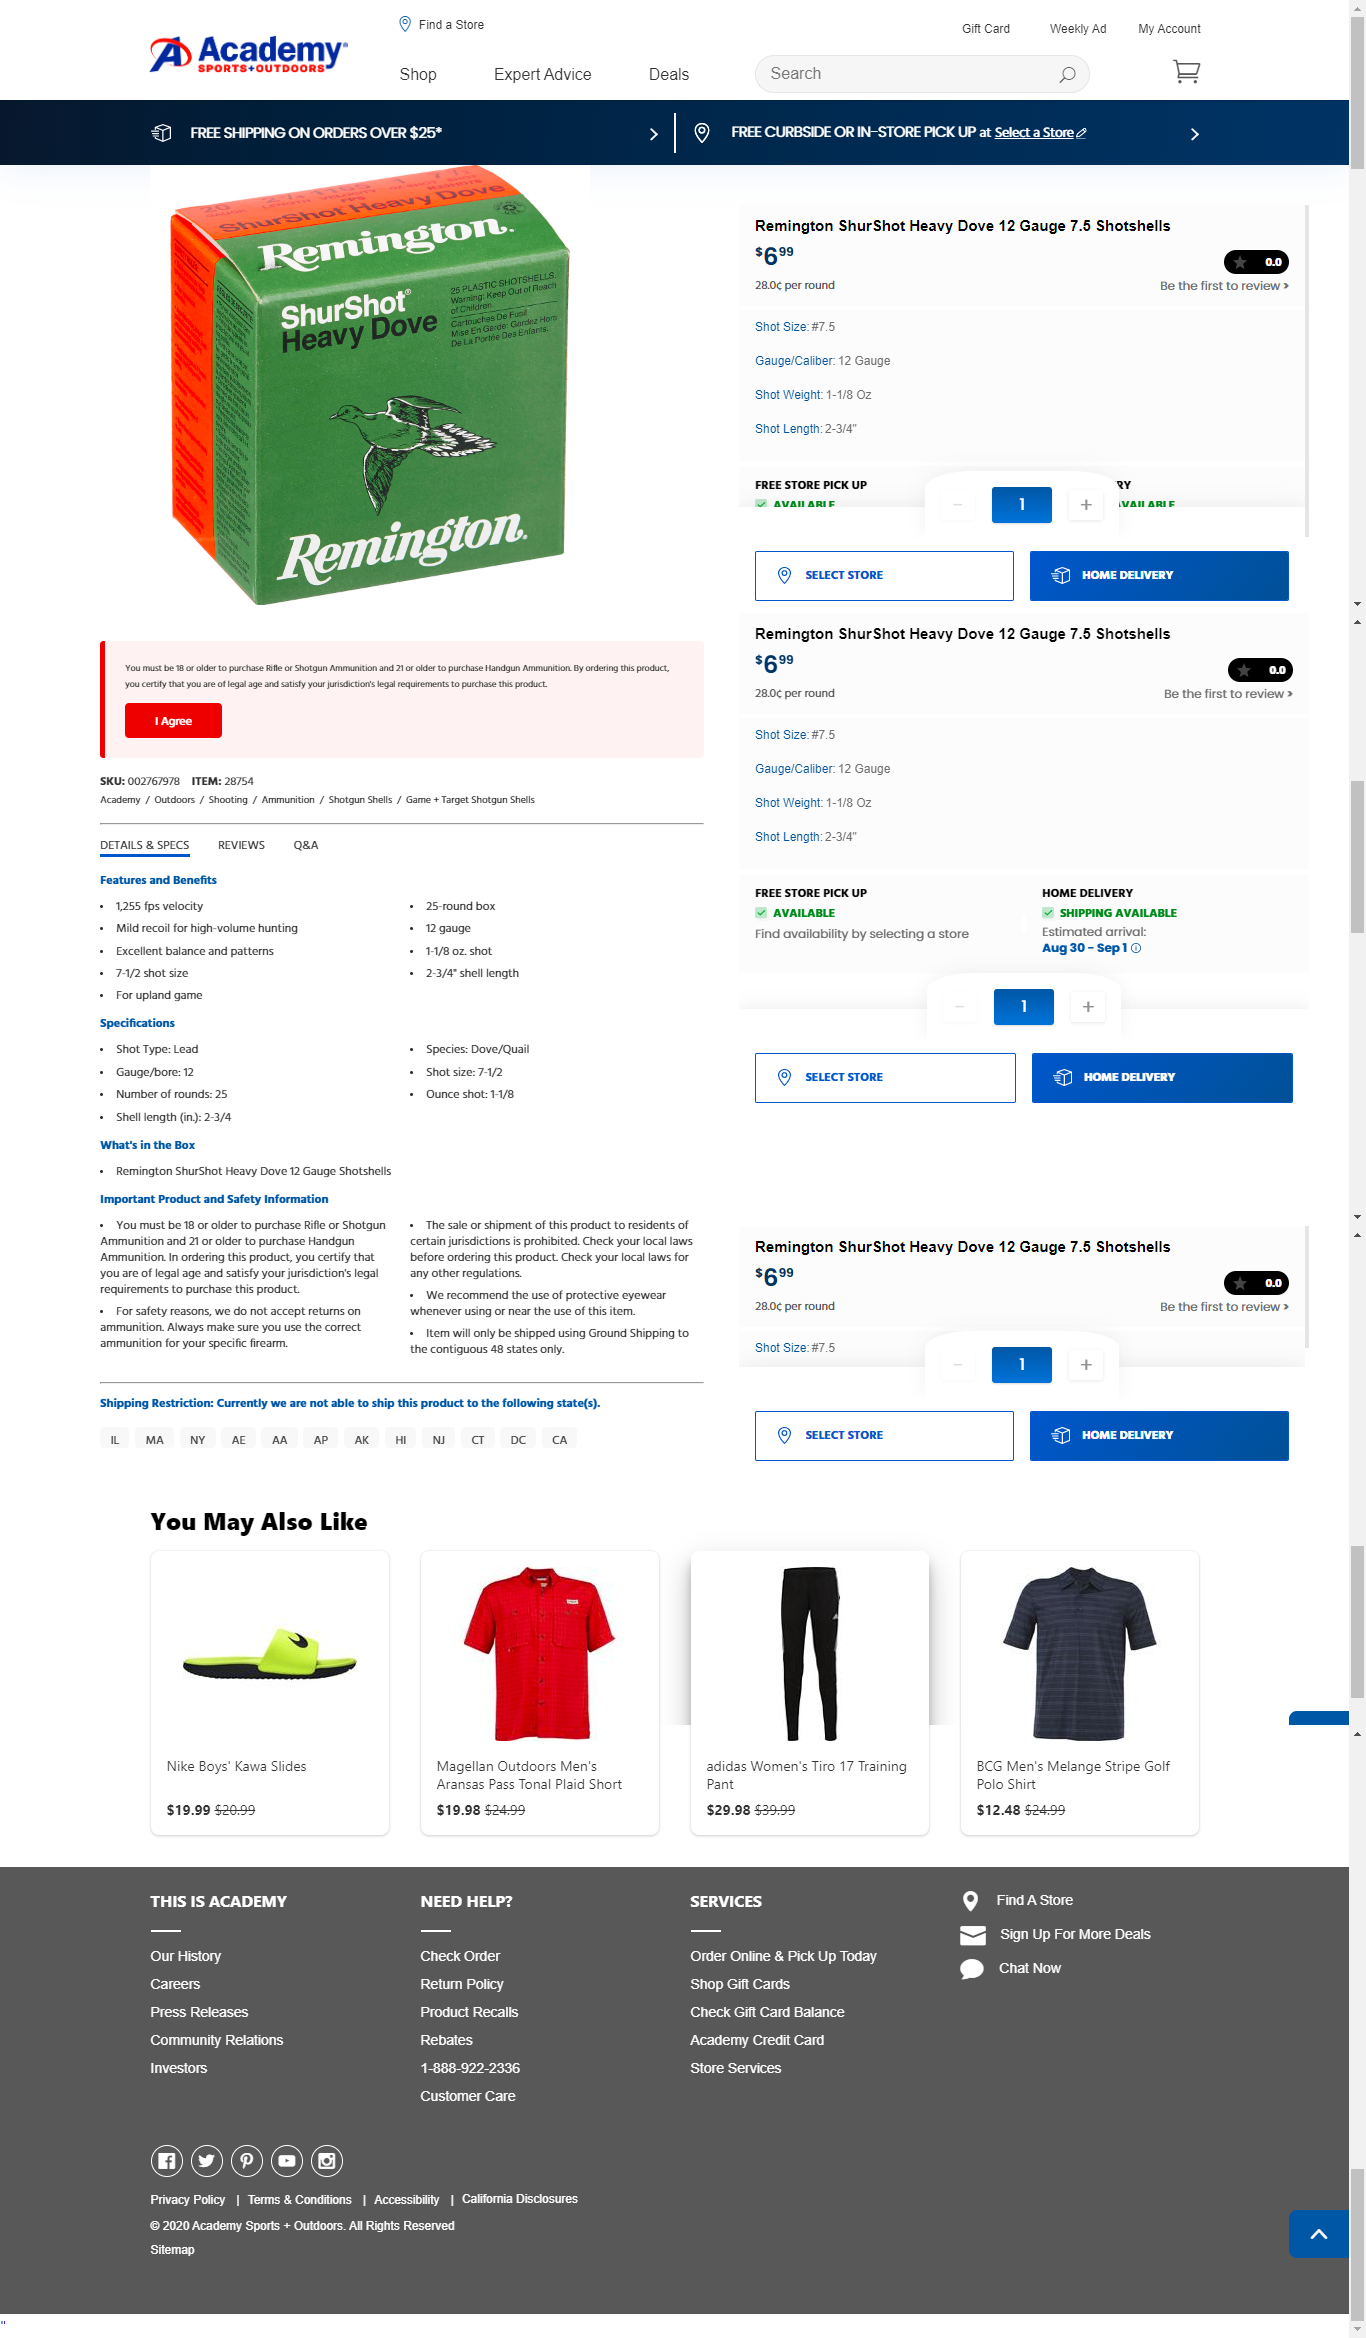 Find a Store
Gift Card
Weekly Ad
My Account
Academy
SPORTS+OUTDOORS
Shop
Expert Advice
Deals
Search
FREE SHIPPING ON ORDERS OVER $25*
FREE CURBSIDE OR IN-STORE PICK UP at Select a Store
ShurShot Heavy Dove
Remington.
ShurShot®
Heavy Dove
25 PLASTIC SHOTSHELLS.
Warning: Keep Out of Reach
of Children.
Cartouches De Fusil
Mise En Garde: Gardez Hors
De La Portée Des Enfants.
Remington.
Remington ShurShot Heavy Dove 12 Gauge 7.5 Shotshells
$6 99
0.0
28.0¢ per round
Be the first to review >
Shot Size: #7.5
Gauge/Caliber: 12 Gauge
Shot Weight: 1-1/8 Oz
Shot Length: 2-3/4"
FREE STORE PICK UP
RY
AVAILABLE
VAILABLE
- 1 +
SELECT STORE
HOME DELIVERY
Remington ShurShot Heavy Dove 12 Gauge 7.5 Shotshells
$6 99
0.0
28.0¢ per round
Be the first to review >
Shot Size: #7.5
Gauge/Caliber: 12 Gauge
Shot Weight: 1-1/8 Oz
Shot Length: 2-3/4"
FREE STORE PICK UP
AVAILABLE
Find availability by selecting a store
HOME DELIVERY
SHIPPING AVAILABLE
Estimated arrival:
Aug 30 - Sep 1
- 1 +
SELECT STORE
HOME DELIVERY
You must be 18 or older to purchase Rifle or Shotgun Ammunition and 21 or older to purchase Handgun Ammunition. By ordering this product,
you certify that you are of legal age and satisfy your jurisdiction's legal requirements to purchase this product.
I Agree
SKU: 002767978 ITEM: 28754
Academy / Outdoors / Shooting / Ammunition / Shotgun Shells / Game + Target Shotgun Shells
DETAILS & SPECS
REVIEWS
Q&A
Features and Benefits
• 1,255 fps velocity
• Mild recoil for high-volume hunting
• Excellent balance and patterns
• 7-1/2 shot size
• For upland game
• 25-round box
• 12 gauge
• 1-1/8 oz. shot
• 2-3/4" shell length
Specifications
• Shot Type: Lead
• Gauge/bore: 12
• Number of rounds: 25
• Shell length (in.): 2-3/4
• Species: Dove/Quail
• Shot size: 7-1/2
• Ounce shot: 1-1/8
What's in the Box
• Remington ShurShot Heavy Dove 12 Gauge Shotshells
Important Product and Safety Information
• You must be 18 or older to purchase Rifle or Shotgun
Ammunition and 21 or older to purchase Handgun
Ammunition. In ordering this product, you certify that
you are of legal age and satisfy your jurisdiction's legal
requirements to purchase this product.
• For safety reasons, we do not accept returns on
ammunition. Always make sure you use the correct
ammunition for your specific firearm.
• The sale or shipment of this product to residents of
certain jurisdictions is prohibited. Check your local laws
before ordering this product. Check your local laws for
any other regulations.
• We recommend the use of protective eyewear
whenever using or near the use of this item.
• Item will only be shipped using Ground Shipping to
the contiguous 48 states only.
Remington ShurShot Heavy Dove 12 Gauge 7.5 Shotshells
$6 99
0.0
28.0¢ per round
Be the first to review >
Shot Size: #7.5
- 1 +
SELECT STORE
HOME DELIVERY
Shipping Restriction: Currently we are not able to ship this product to the following state(s).
IL MA NY AE AA AP AK HI NJ CT DC CA
You May Also Like
Nike Boys' Kawa Slides
$19.99 $20.99
Magellan Outdoors Men's
Aransas Pass Tonal Plaid Short
$19.98 $24.99
adidas Women's Tiro 17 Training
Pant
$29.98 $39.99
BCG Men's Melange Stripe Golf
Polo Shirt
$12.48 $24.99
THIS IS ACADEMY
Our History
Careers
Press Releases
Community Relations
Investors
NEED HELP?
Check Order
Return Policy
Product Recalls
Rebates
1-888-922-2336
Customer Care
SERVICES
Order Online & Pick Up Today
Shop Gift Cards
Check Gift Card Balance
Academy Credit Card
Store Services
Find A Store
Sign Up For More Deals
Chat Now
Privacy Policy | Terms & Conditions | Accessibility | California Disclosures
© 2020 Academy Sports + Outdoors. All Rights Reserved
Sitemap
"